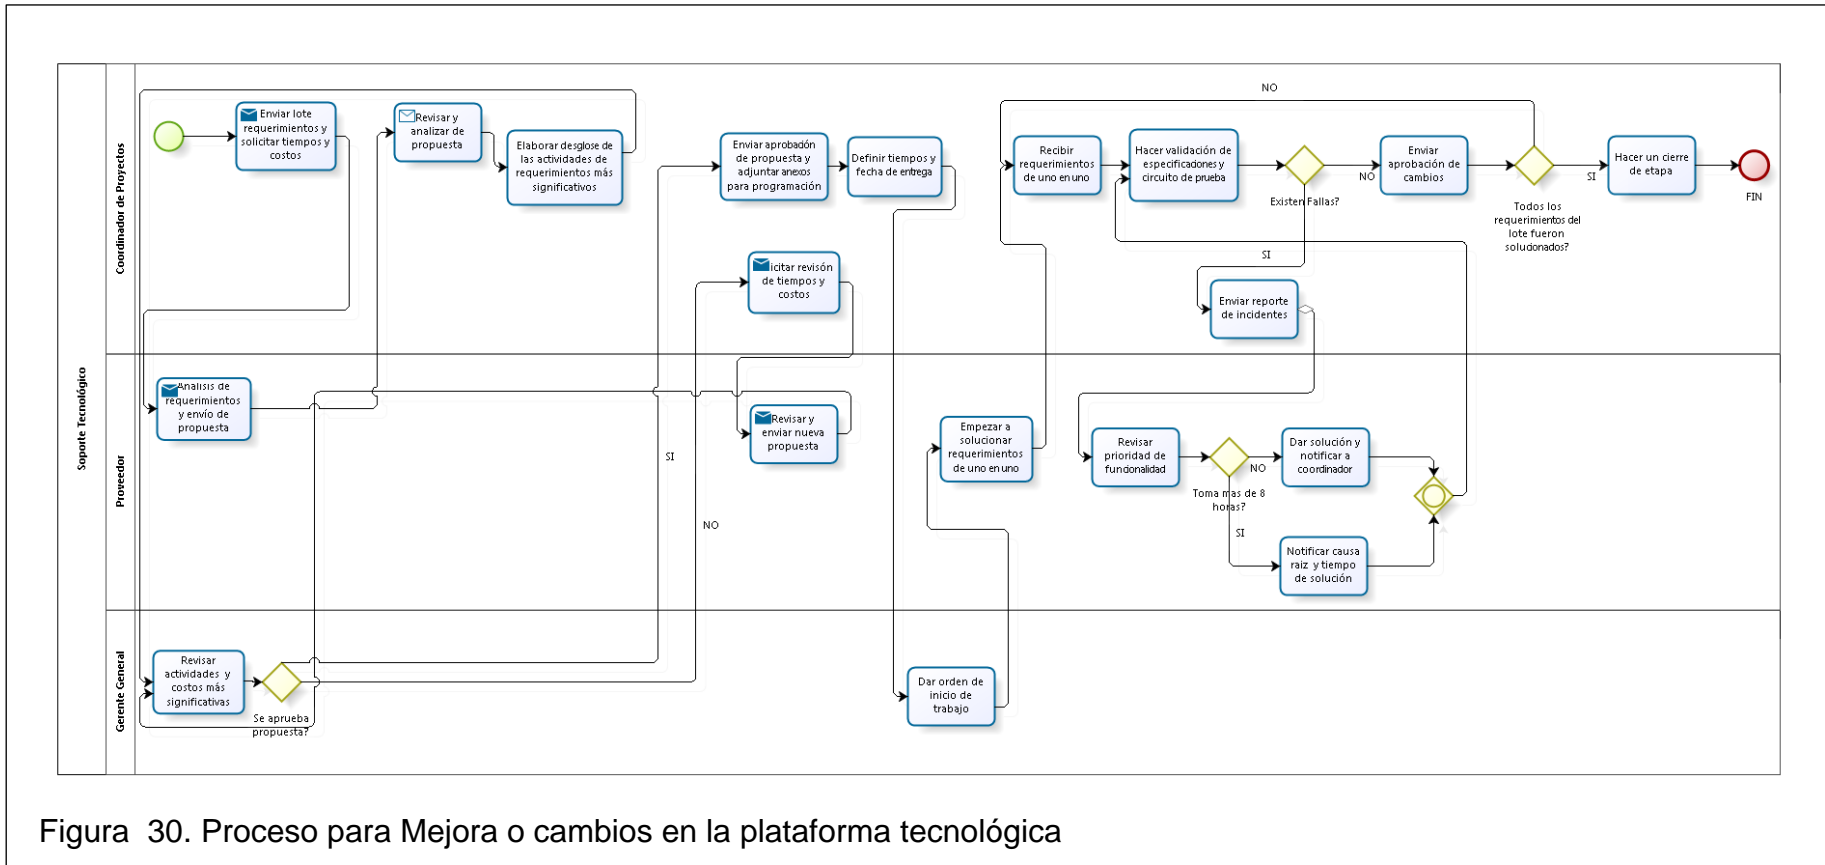 Soporte Tecnológico
Coordinador de Proyectos
Enviar lote
requerimientos y
solicitar tiempos y
costos
Revisar y
analizar de
propuesta
Elaborar desglose de
las actividades de
requerimientos más
significativos
Enviar aprobación
de propuesta y
adjuntar anexos
para programación
Definir tiempos y
fecha de entrega
icitar revisón
de tiempos y
costos
Recibir
requerimientos
de uno en uno
Hacer validación de
especificadones y
circuito de prueba
Existen Fallas?
NO
SI
Enviar
aprobación de
cambios
NO
Todos los
requerimientos del
lote fueron
solucionados?
SI
Hacer un cierre
de etapa
FIN
Enviar reporte
de incidentes
Proveedor
Analisis de
requerimientos
y envío de
propuesta
SI
NO
Revisar y
enviar nueva
propuesta
Empezar a
solucionar
requerimientos
de uno en uno
Revisar
prioridad de
funcionalidad
Toma mas de 8
horas?
NO
SI
Dar solución y
notificar a
coordinador
Notificar causa
raiz y tiempo
de solución
Gerente General
Revisar
actividades y
costos más
significativas
Se aprueba
propuesta?
Dar orden de
inicio de
trabajo
Figura 30. Proceso para Mejora o cambios en la plataforma tecnológica